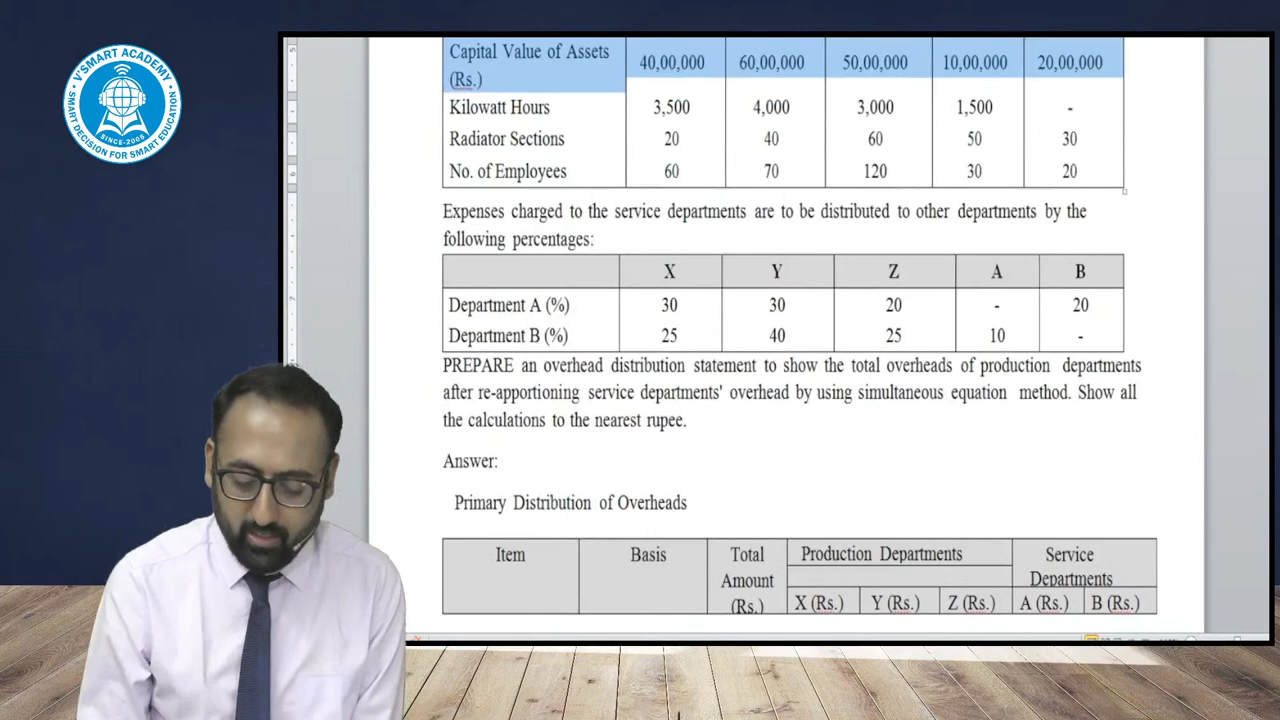 V'SMART ACADEMY
SINCE-2005
SMART DECISION FOR SMART EDUCATION
Capital Value of Assets (Rs.) 40,00,000 60,00,000 50,00,000 10,00,000 20,00,000
Kilowatt Hours 3,500 4,000 3,000 1,500 -
Radiator Sections 20 40 60 50 30
No. of Employees 60 70 120 30 20
Expenses charged to the service departments are to be distributed to other departments by the
following percentages:
X Y Z A B
Department A (%) 30 30 20 - 20
Department B (%) 25 40 25 10 -
PREPARE an overhead distribution statement to show the total overheads of production departments
after re-apportioning service departments' overhead by using simultaneous equation method. Show all
the calculations to the nearest rupee.
Answer:
Primary Distribution of Overheads
Item Basis Total Amount (Rs.) Production Departments Service Departments
X (Rs.) Y (Rs.) Z (Rs.) A (Rs.) B (Rs.)